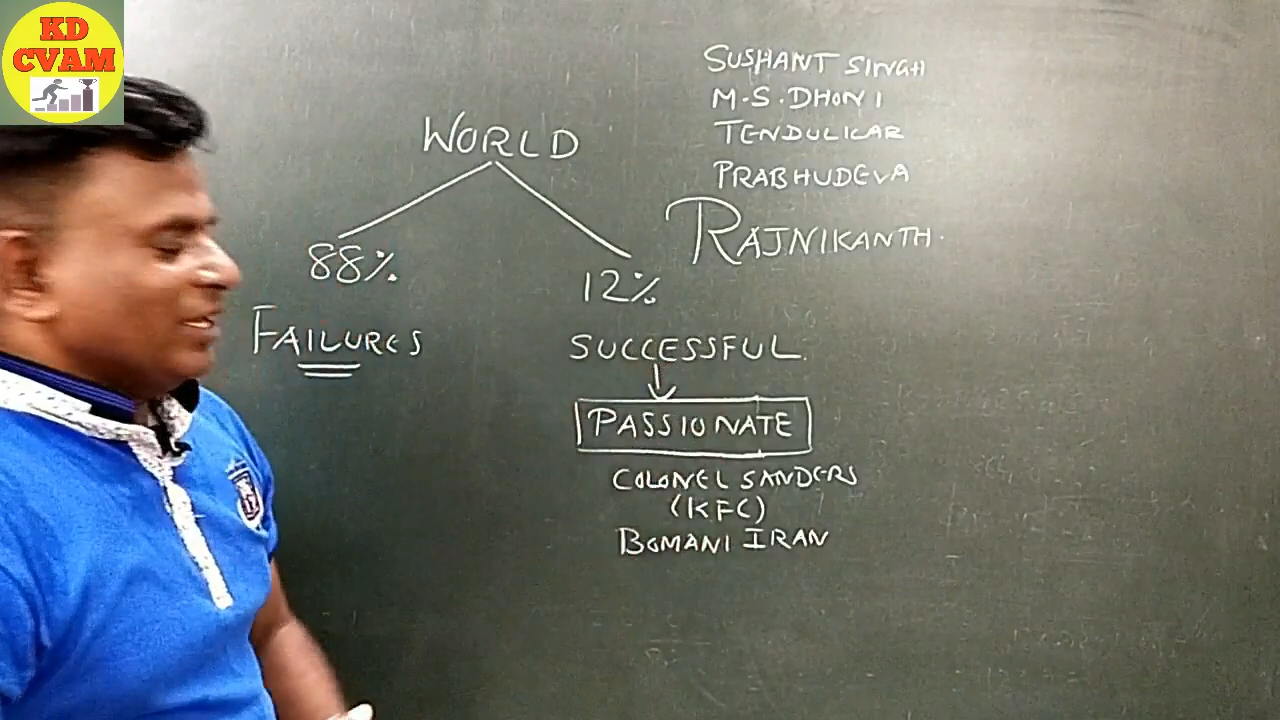 KD
CVAM
SUSHANT SINGH
M.S.DHONI
TENDULKAR
PRABHUDEVA
RAJNIKANTH.
WORLD
88%
12%
FAILURES
SUCCESSFUL.
PASSIONATE
COLONEL SANDERS
(KFC)
BOMANI IRAN